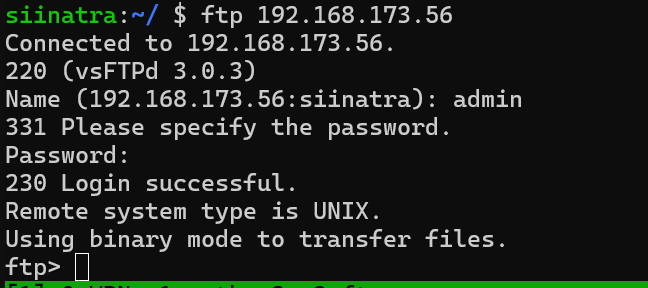 siinatra:~/ $ ftp 192.168.173.56
Connected to 192.168.173.56.
220 (vsFTPd 3.0.3)
Name (192.168.173.56:siinatra): admin
331 Please specify the password.
Password:
230 Login successful.
Remote system type is UNIX.
Using binary mode to transfer files.
ftp>